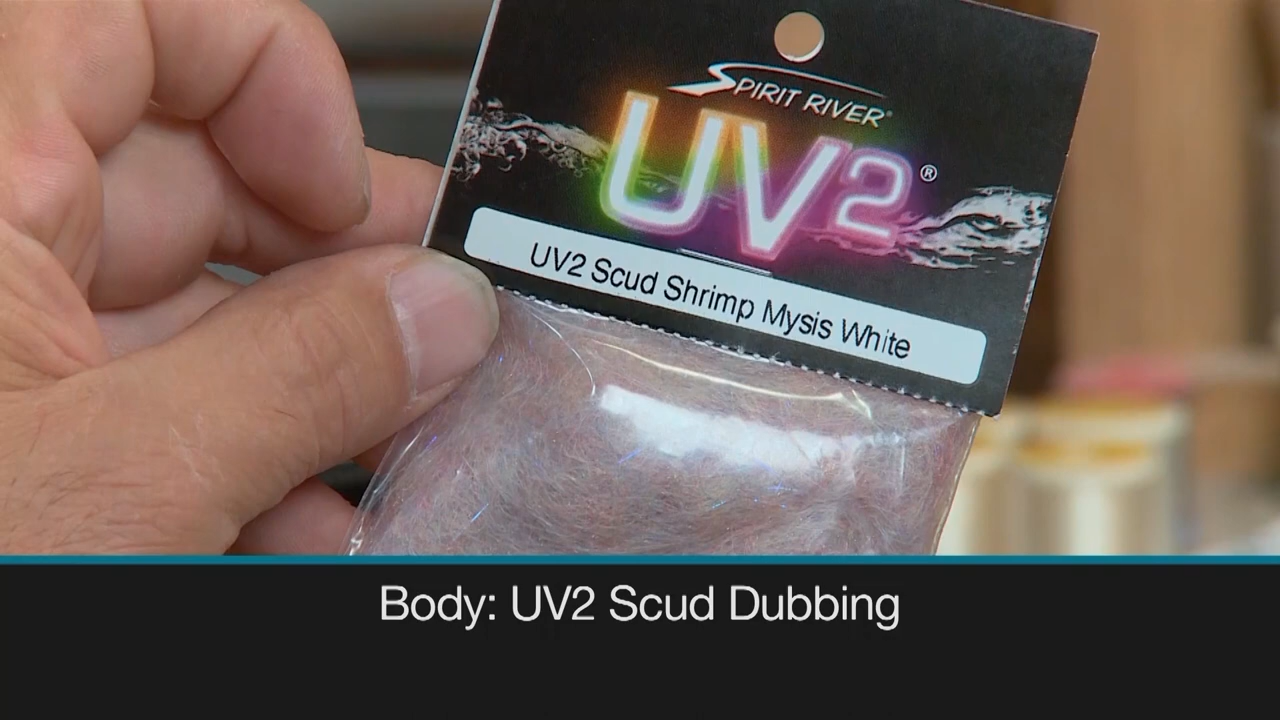 SPIRIT RIVER®
UV2®
UV2 Scud Shrimp Mysis White
Body: UV2 Scud Dubbing